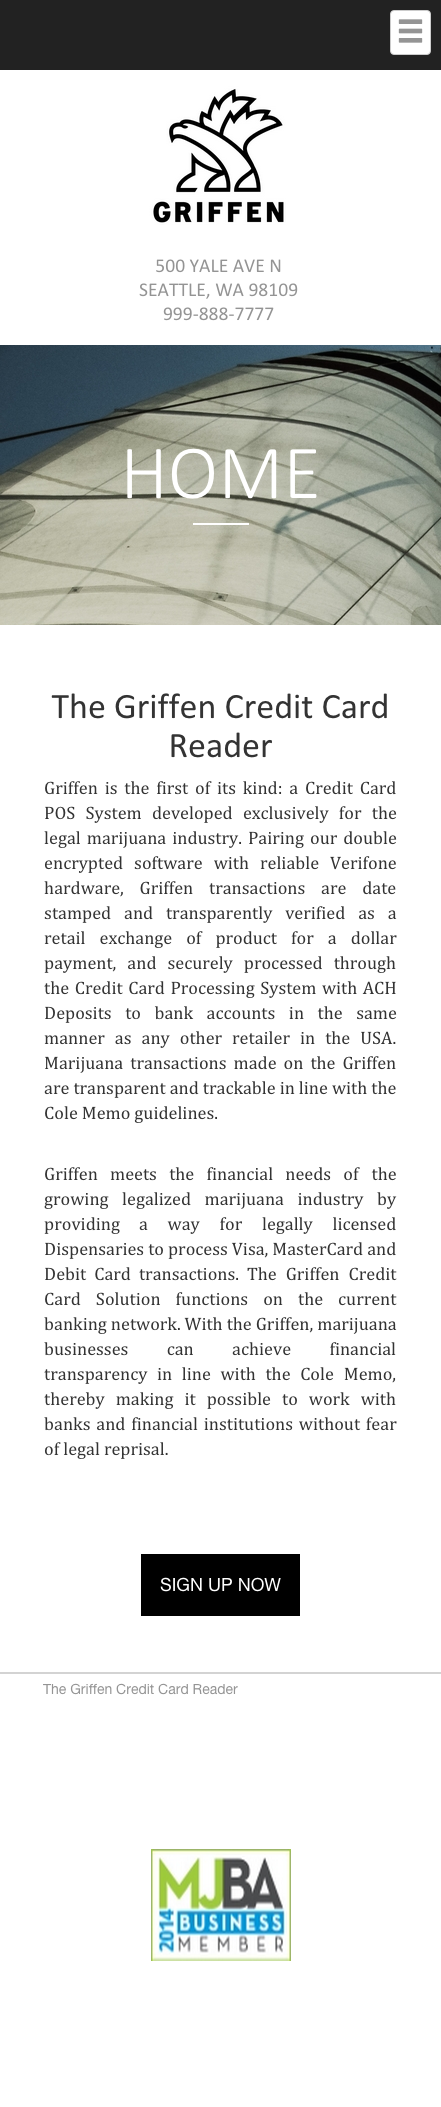 GRIFFEN
500 YALE AVE N
SEATTLE, WA 98109
999-888-7777
HOME
The Griffen Credit Card
Reader
Griffen is the first of its kind: a Credit Card
POS System developed exclusively for the
legal marijuana industry. Pairing our double
encrypted software with reliable Verifone
hardware, Griffen transactions are date
stamped and transparently verified as a
retail exchange of product for a dollar
payment, and securely processed through
the Credit Card Processing System with ACH
Deposits to bank accounts in the same
manner as any other retailer in the USA.
Marijuana transactions made on the Griffen
are transparent and trackable in line with the
Cole Memo guidelines.
Griffen meets the financial needs of the
growing legalized marijuana industry by
providing a way for legally licensed
Dispensaries to process Visa, MasterCard and
Debit Card transactions. The Griffen Credit
Card Solution functions on the current
banking network. With the Griffen, marijuana
businesses can achieve financial
transparency in line with the Cole Memo,
thereby making it possible to work with
banks and financial institutions without fear
of legal reprisal.
SIGN UP NOW
The Griffen Credit Card Reader
MJBA
2014 BUSINESS
MEMBER